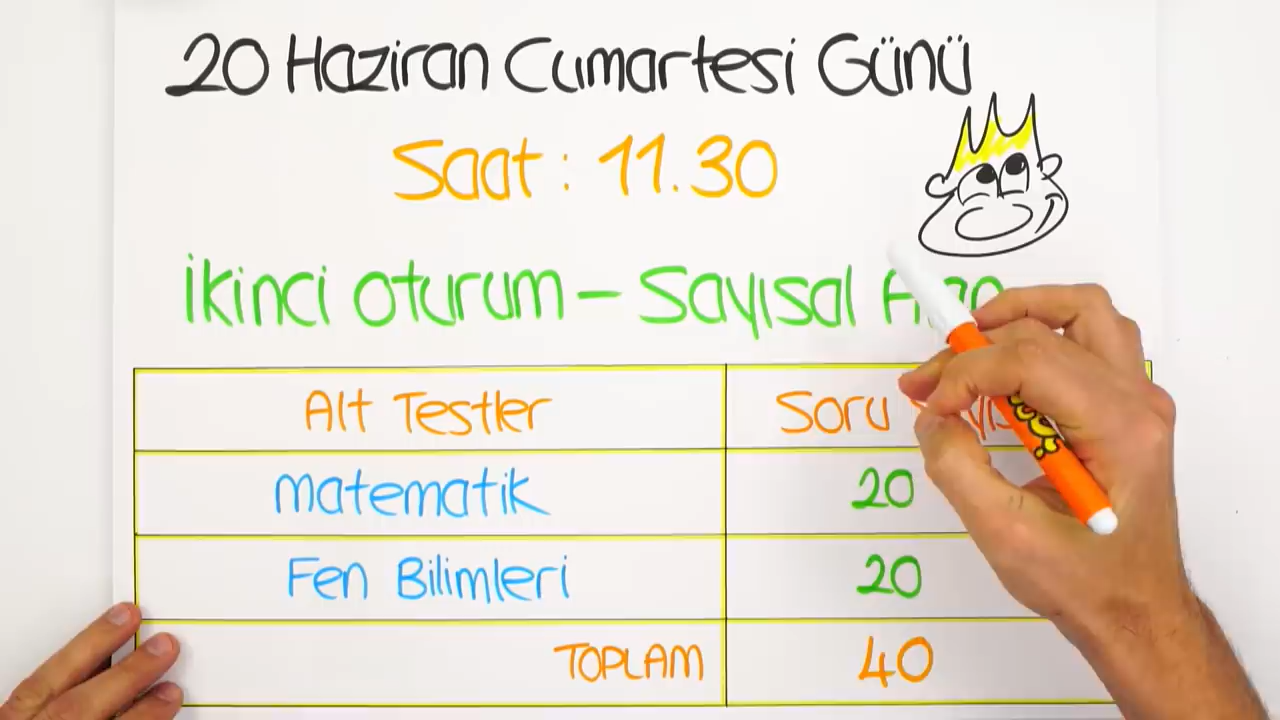 20 Haziran Cumartesi Günü
Saat : 11.30
İkinci Oturum - Sayısal
Alt Testler Soru
Matematik 20
Fen Bilimleri 20
TOPLAM 40